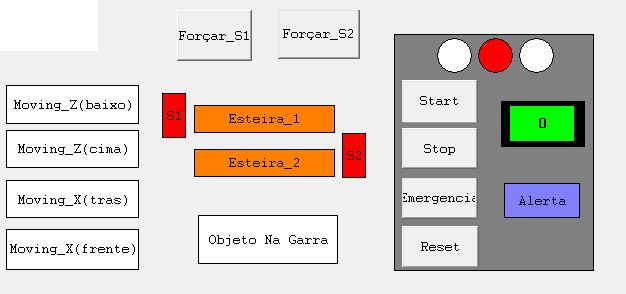 Forçar_S1
Forçar_S2
Moving_Z(baixo)
Moving_Z(cima)
Moving_X(tras)
Moving_X(frente)
S1
Esteira_1
Esteira_2
S2
Objeto Na Garra
Start
Stop
Emergencia
Reset
0
Alerta